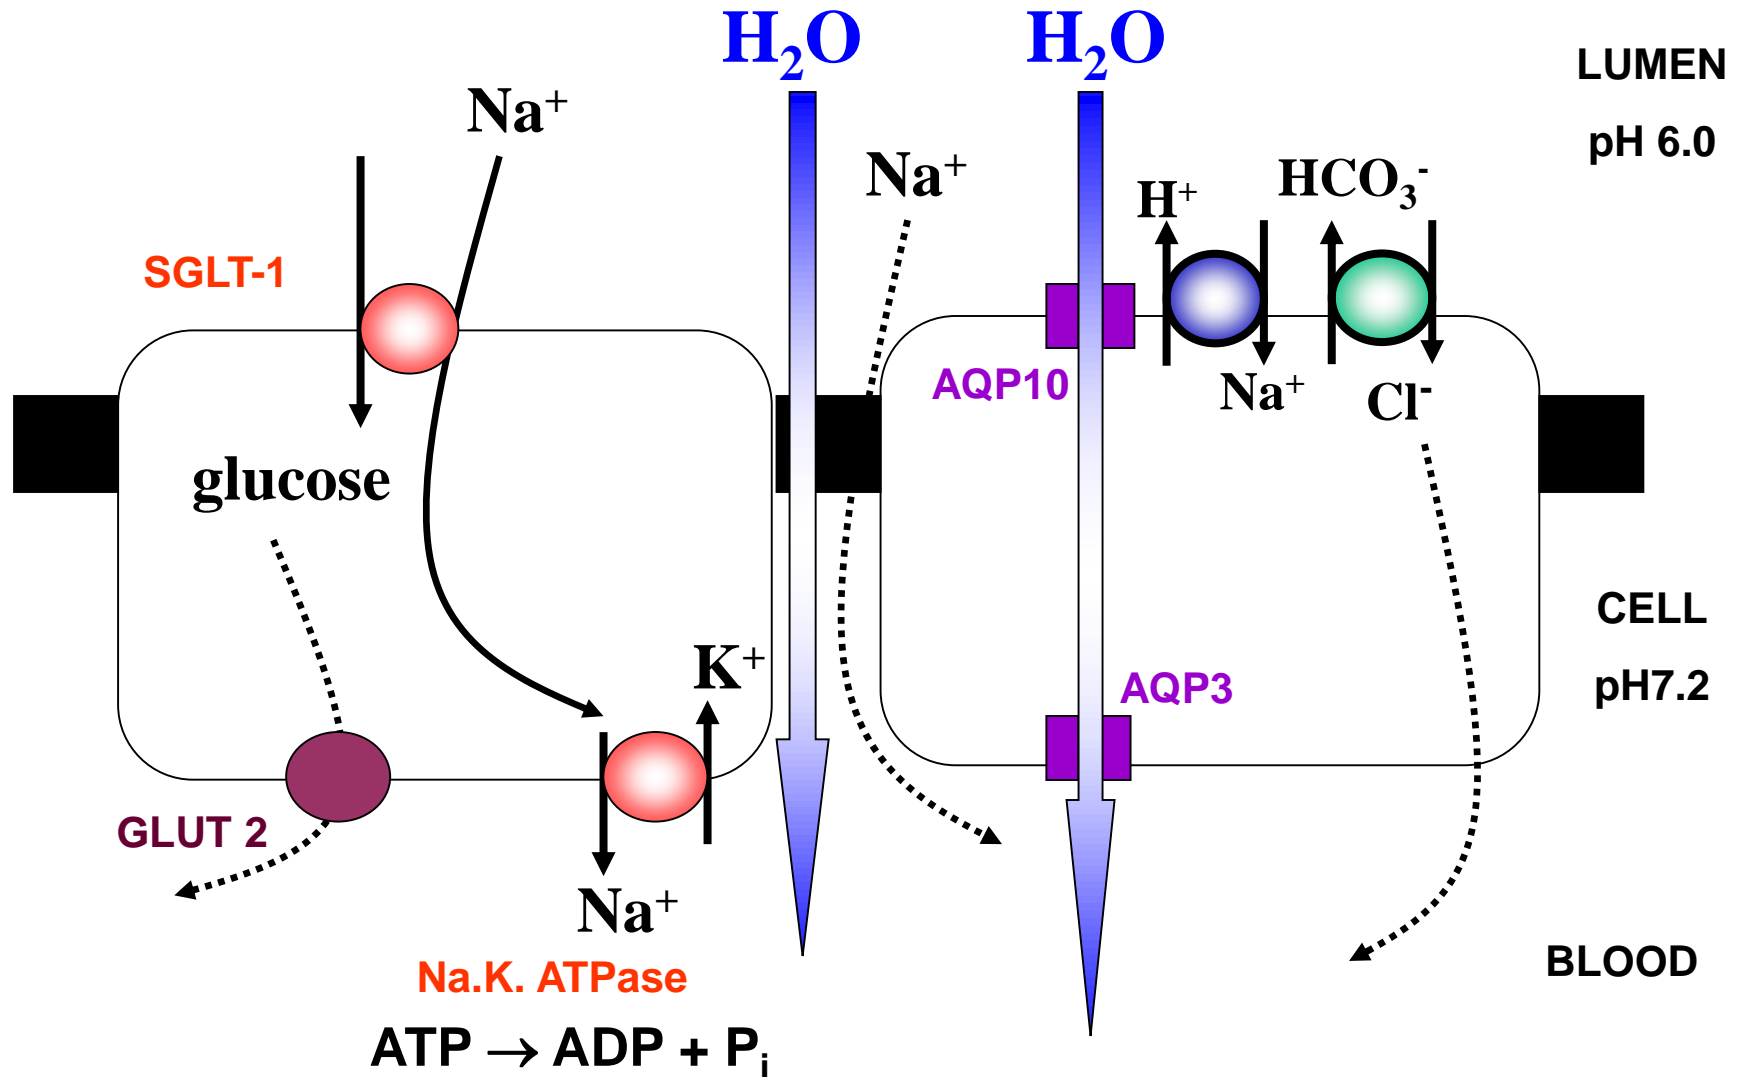 H₂O
H₂O
LUMEN
pH 6.0
Na⁺
Na⁺
H⁺
HCO₃⁻
SGLT-1
AQP10
Na⁺
Cl⁻
glucose
CELL
pH7.2
K⁺
AQP3
GLUT 2
Na⁺
BLOOD
Na.K. ATPase
ATP → ADP + Pᵢ